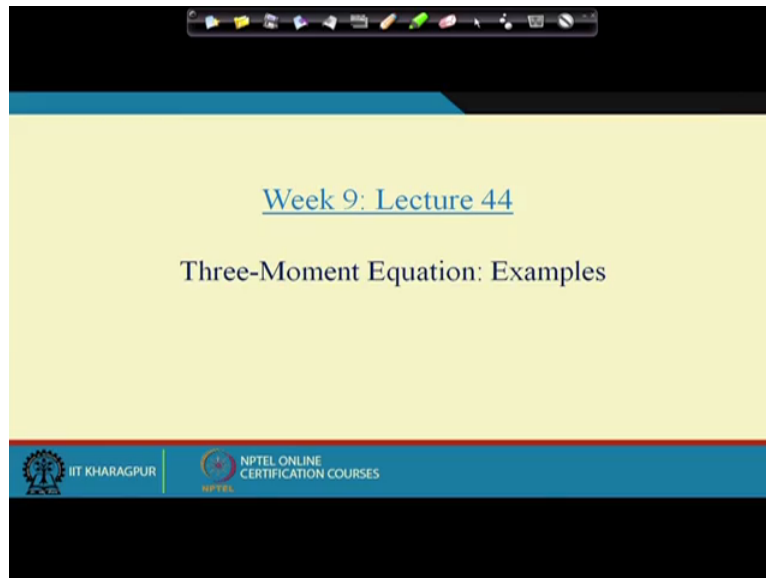 Week 9: Lecture 44
Three-Moment Equation: Examples
IIT KHARAGPUR
NPTEL
NPTEL ONLINE
CERTIFICATION COURSES